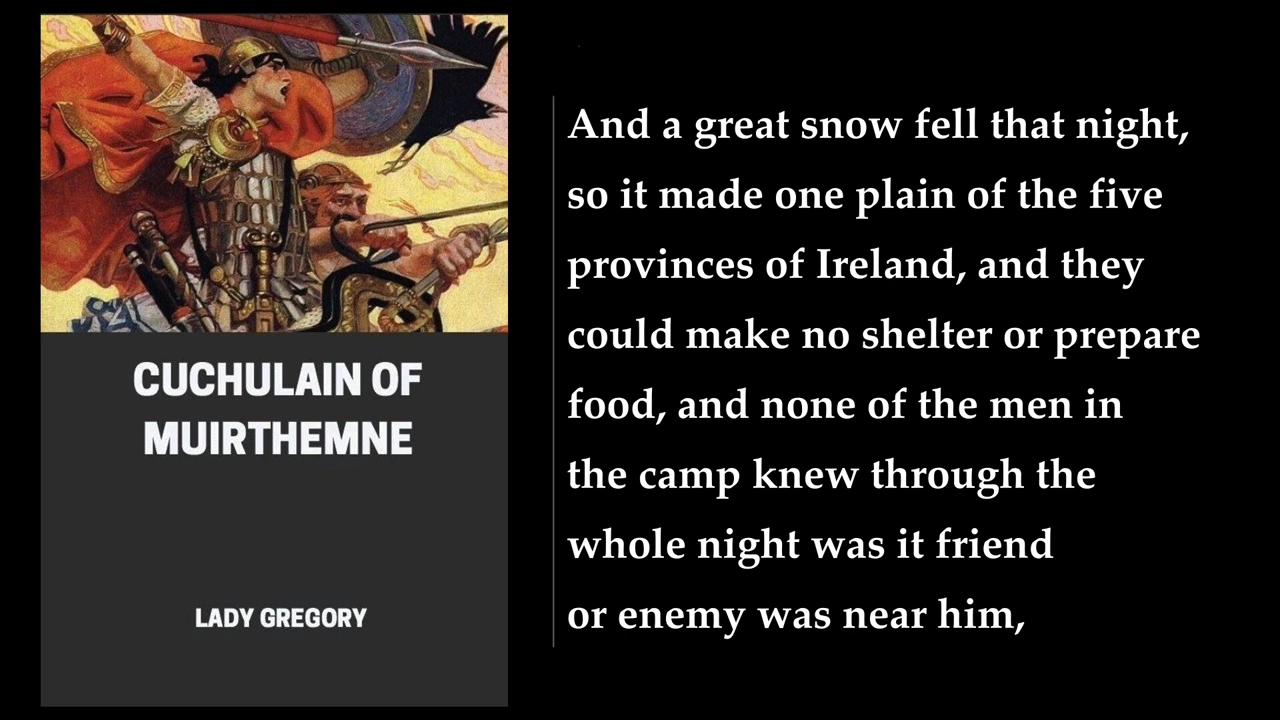 CUCHULAIN OF
MUIRTHEMNE
LADY GREGORY
And a great snow fell that night,
so it made one plain of the five
provinces of Ireland, and they
could make no shelter or prepare
food, and none of the men in
the camp knew through the
whole night was it friend
or enemy was near him,